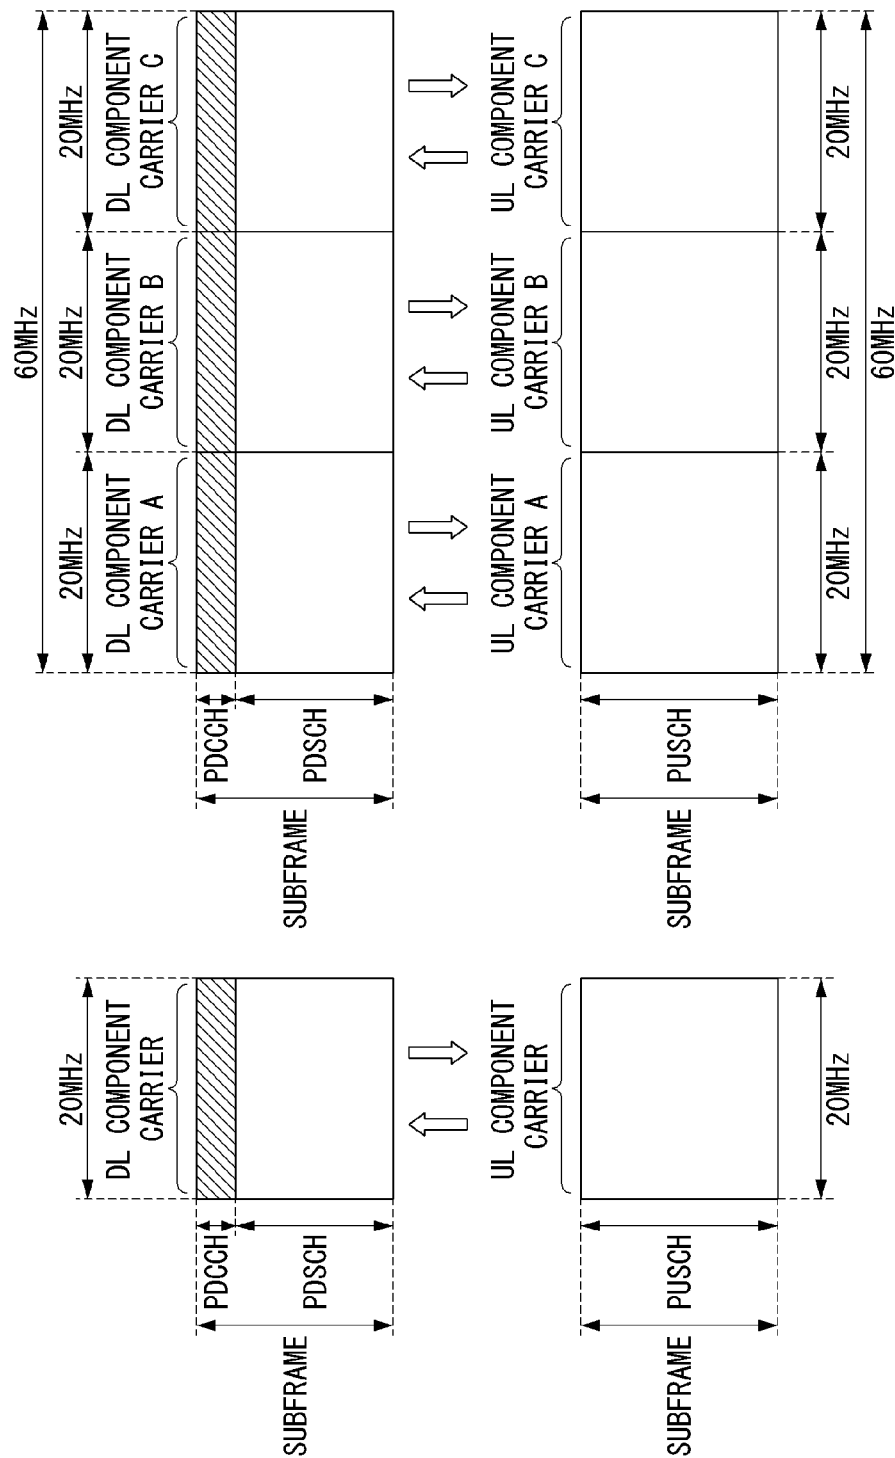 20MHz
DL COMPONENT
CARRIER
PDCCH
PDSCH
SUBFRAME
UL COMPONENT
CARRIER
PUSCH
SUBFRAME
20MHz
60MHz
20MHz
20MHz
20MHz
DL COMPONENT
CARRIER A
DL COMPONENT
CARRIER B
DL COMPONENT
CARRIER C
PDCCH
PDSCH
SUBFRAME
UL COMPONENT
CARRIER A
UL COMPONENT
CARRIER B
UL COMPONENT
CARRIER C
PUSCH
SUBFRAME
20MHz
20MHz
20MHz
60MHz